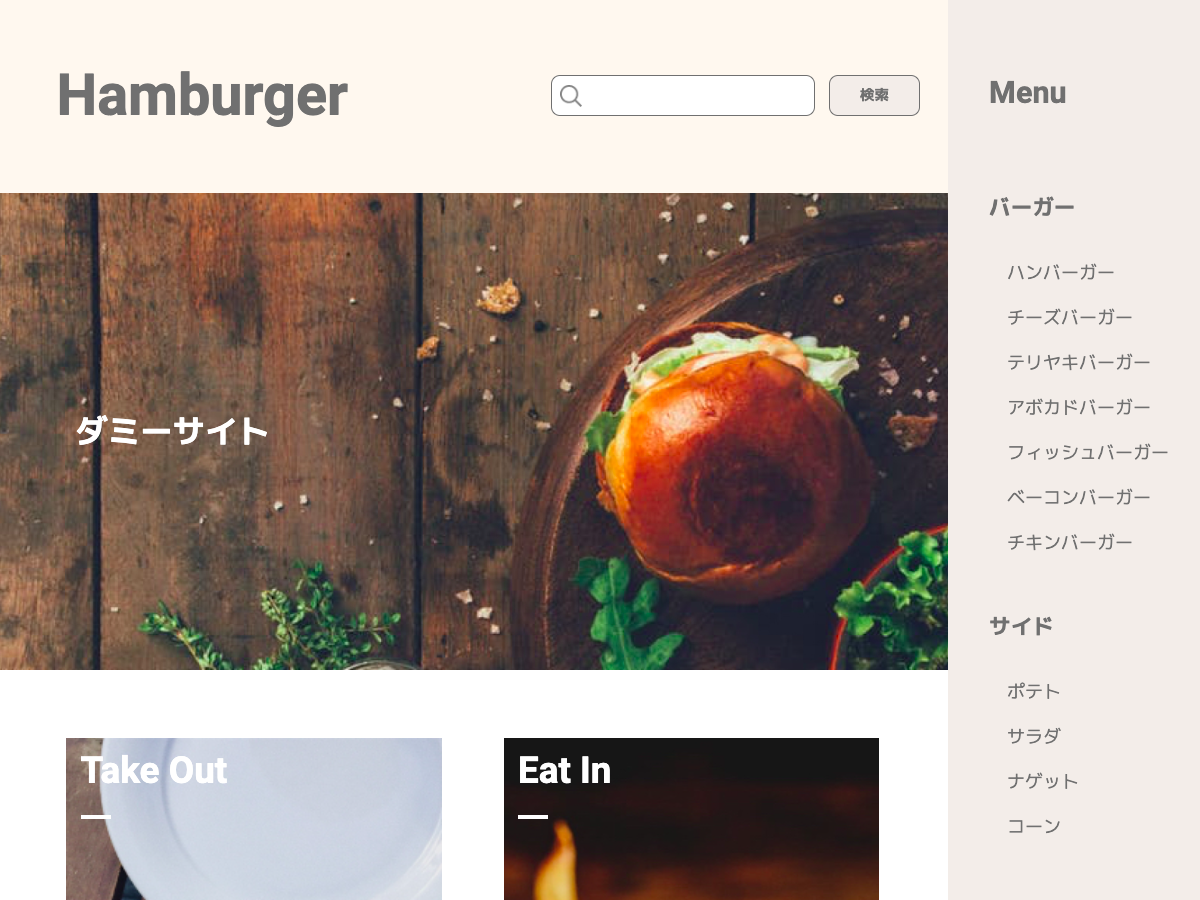 Hamburger
検索
ダミーサイト
Take Out
Eat In
Menu
バーガー
ハンバーガー
チーズバーガー
テリヤキバーガー
アボカドバーガー
フィッシュバーガー
ベーコンバーガー
チキンバーガー
サイド
ポテト
サラダ
ナゲット
コーン